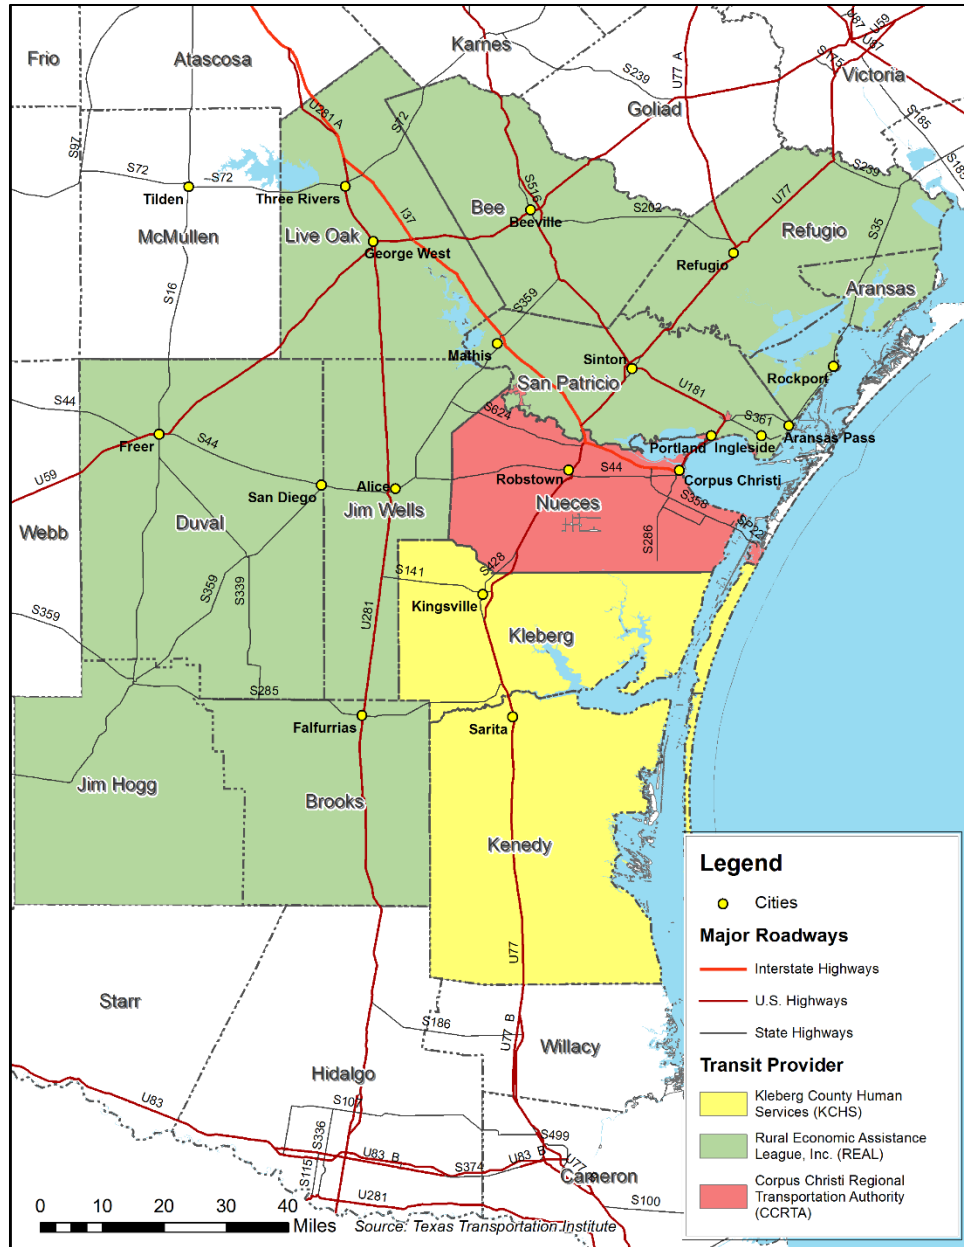 Frio
Atascosa
Karnes
U87
U59
U87
S175
Victoria
S239
U77 A
Goliad
S185
S185
U281 A
S72
S97
S72
S72
Tilden
Three Rivers
S516
Bee
Beeville
S202
U77
S239
S35
McMullen
Live Oak
I37
George West
Refugio
Refugio
Aransas
S16
S359
Mathis
Sinton
San Patricio
U181
Rockport
S44
S624
S361
Freer
S44
Portland
Ingleside
Aransas Pass
U59
San Diego
Alice
Robstown
S44
Corpus Christi
Webb
Duval
Jim Wells
Nueces
S358
S286
SP22
S359
S359
S339
U281
S141
S428
Kingsville
Kleberg
S285
Falfurrias
Sarita
Jim Hogg
Brooks
Kenedy
U77
Starr
S186
U77 B
Willacy
Hidalgo
U83
S107
S336
S115
U83 B
S374
U83 B
S499
U77
Cameron
U281
S100
Legend
Cities
Major Roadways
Interstate Highways
U.S. Highways
State Highways
Transit Provider
Kleberg County Human
Services (KCHS)
Rural Economic Assistance
League, Inc. (REAL)
Corpus Christi Regional
Transportation Authority
(CCRTA)
0 10 20 30 40
Miles
Source: Texas Transportation Institute